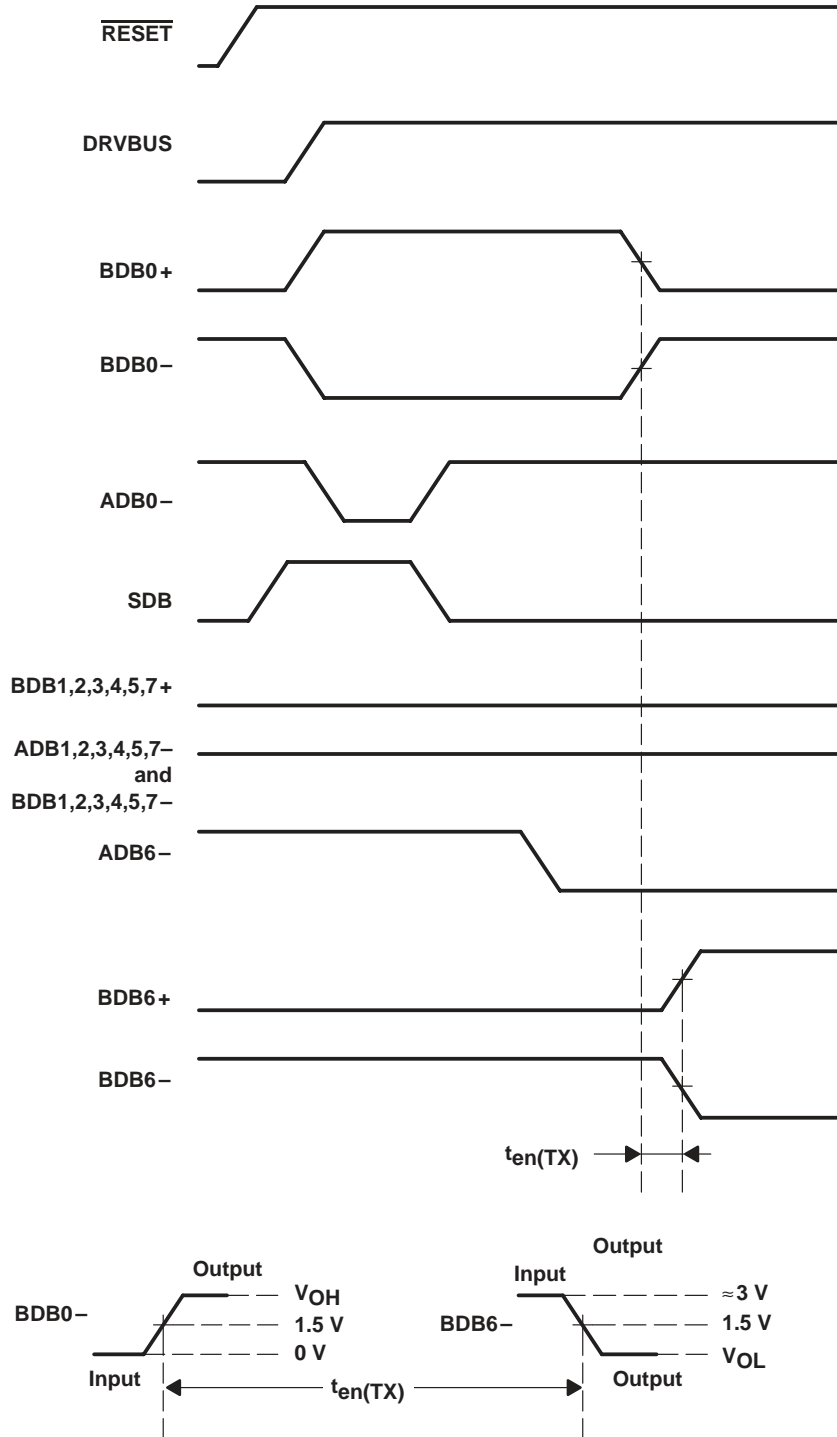 RESET
DRVBUS
BDB0+
BDB0−
ADB0−
SDB
BDB1,2,3,4,5,7+
ADB1,2,3,4,5,7−
and
BDB1,2,3,4,5,7−
ADB6−
BDB6+
BDB6−
ten(TX)
Output
VOH
BDB0−
1.5 V
0 V
Input
ten(TX)
Output
Input
≈3 V
BDB6−
1.5 V
VOL
Output